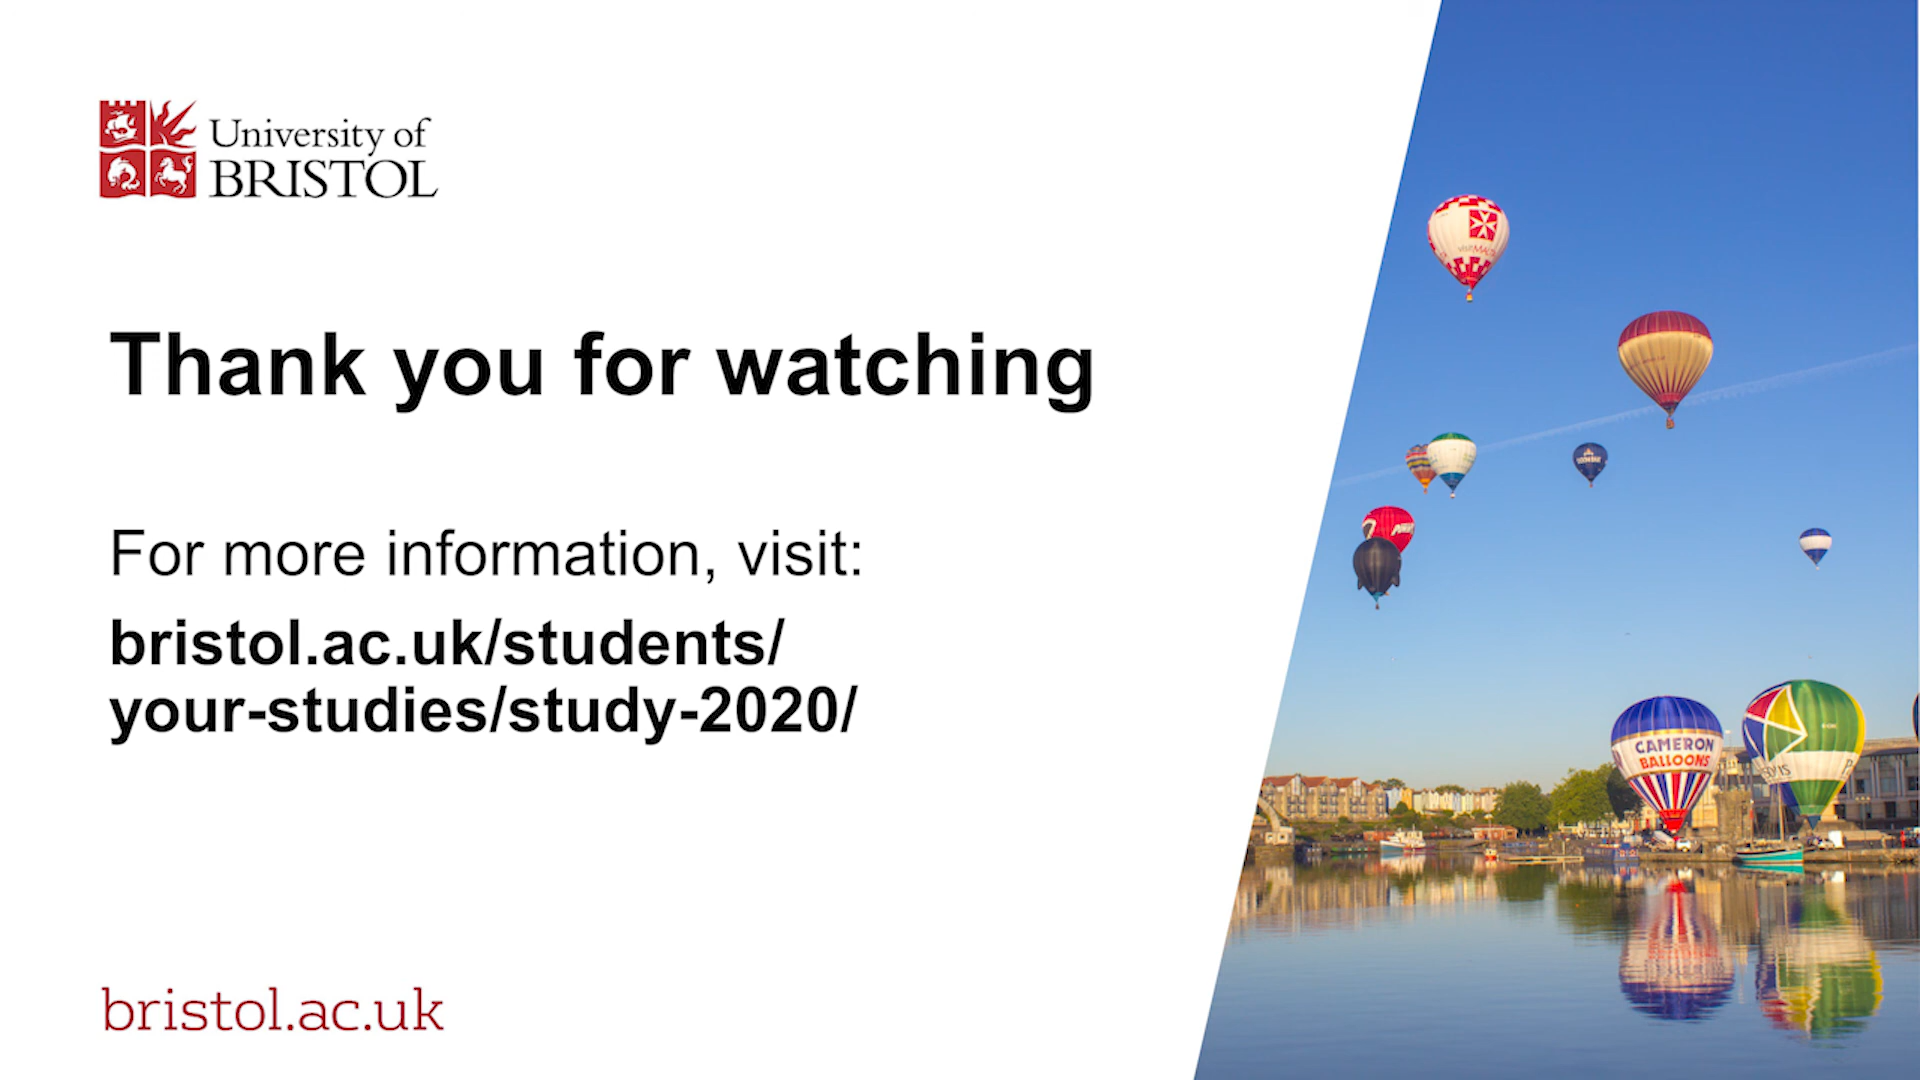 University of
BRISTOL
Thank you for watching
For more information, visit:
bristol.ac.uk/students/
your-studies/study-2020/
bristol.ac.uk
visitMALTA
CAMERON
BALLOONS